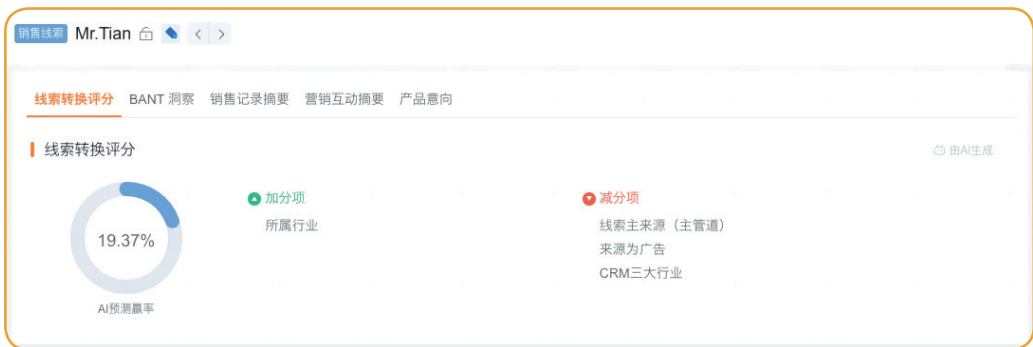 销售线索 Mr.Tian
线索转换评分 BANT 洞察 销售记录摘要 营销互动摘要 产品意向
线索转换评分
由AI生成
19.37%
AI预测赢率
加分项
所属行业
减分项
线索主来源（主管道）
来源为广告
CRM三大行业